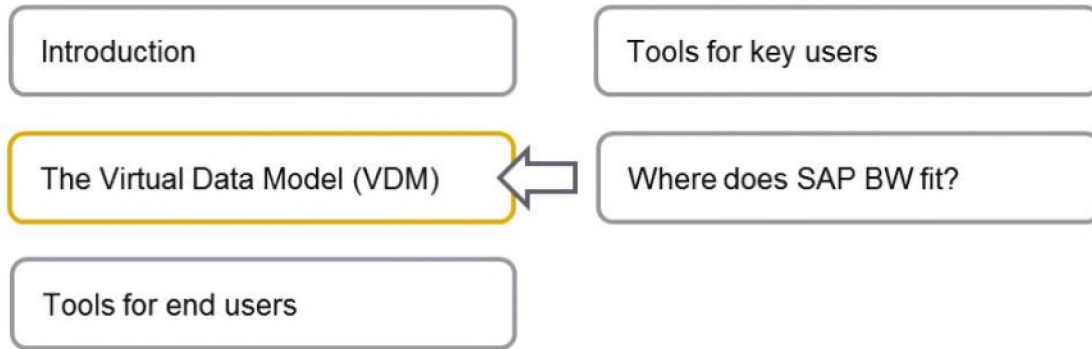 Introduction
The Virtual Data Model (VDM)
Tools for end users
Tools for key users
Where does SAP BW fit?